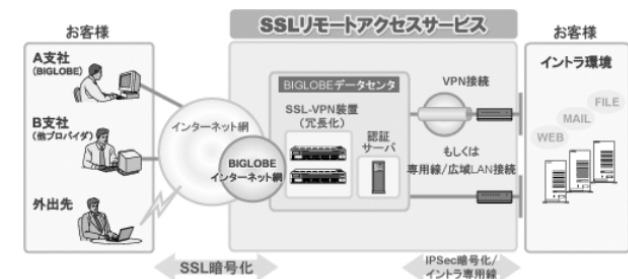 SSLリモートアクセスサービス
お客様
A支社
(BIGLOBE)
B支社
(他プロバイダ)
外出先
インターネット網
BIGLOBE
インターネット網
BIGLOBEデータセンタ
SSL-VPN装置
(冗長化)
認証
サーバ
VPN接続
もしくは
専用線/広域LAN接続
お客様
イントラ環境
FILE
MAIL
WEB
SSL暗号化
IPSec暗号化/
イントラ専用線